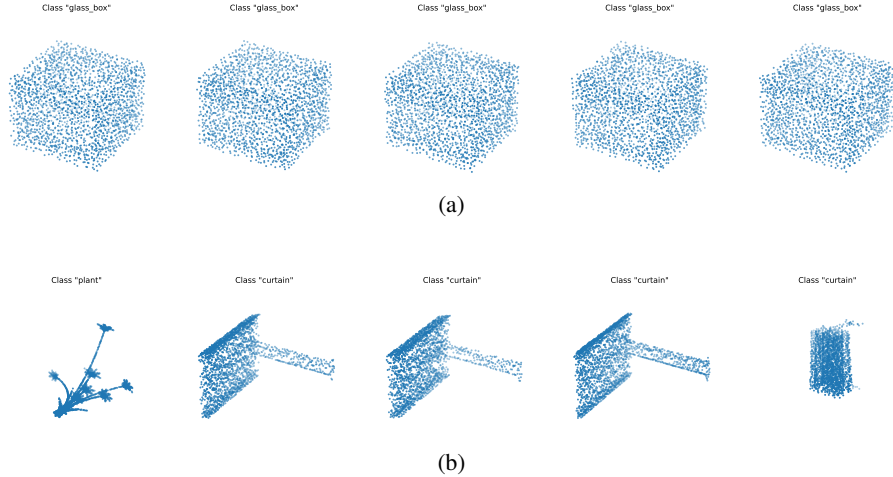 Class "glass_box" Class "glass_box" Class "glass_box" Class "glass_box" Class "glass_box"
(a)
Class "plant" Class "curtain" Class "curtain" Class "curtain" Class "curtain"
(b)